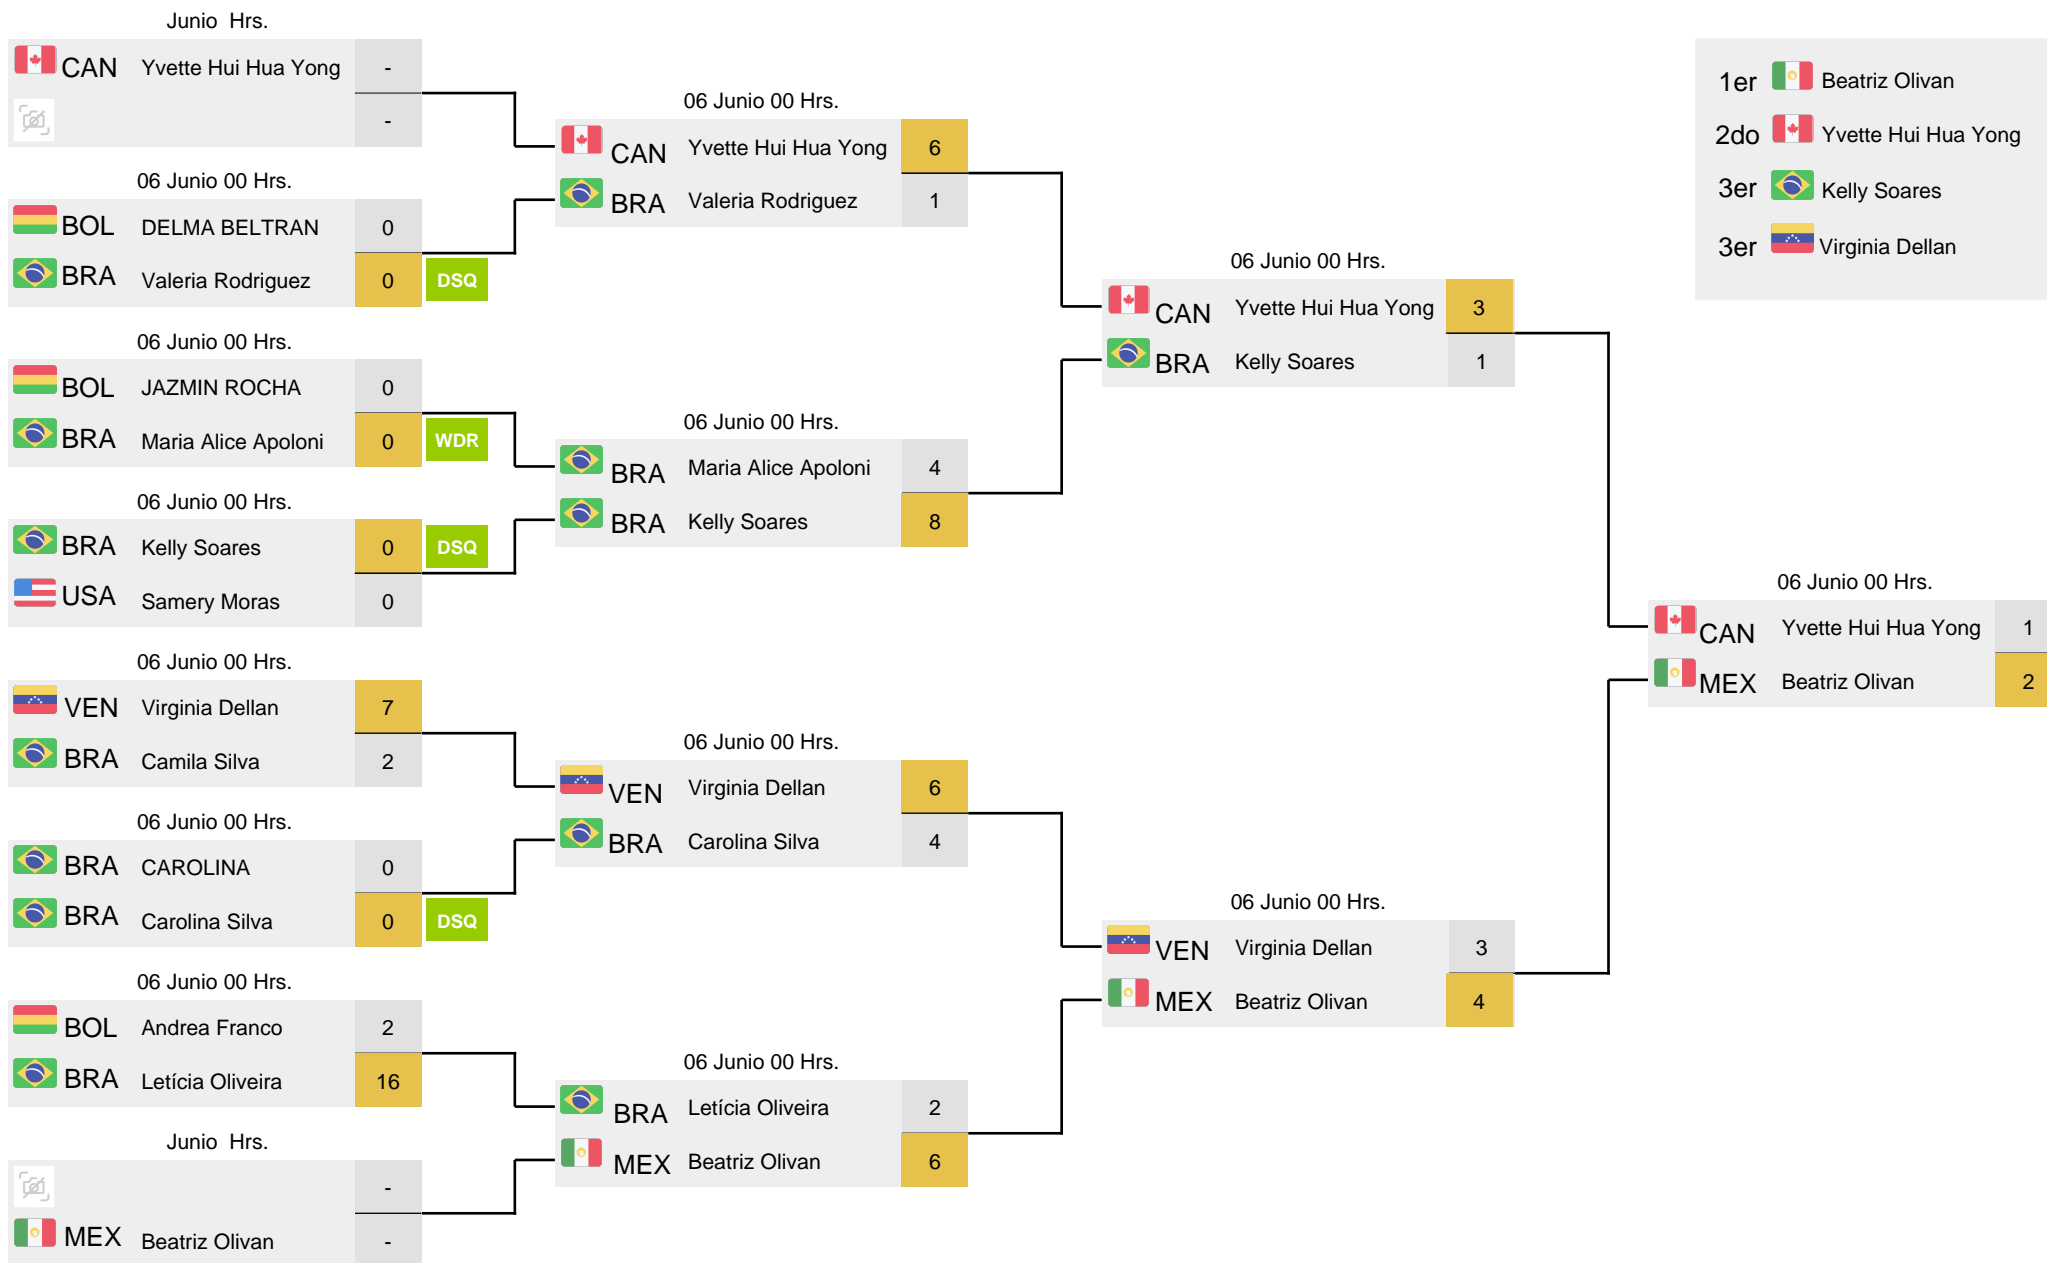 Junio  Hrs.
CAN Yvette Hui Hua Yong -
-
06 Junio 00 Hrs.
BOL DELMA BELTRAN 0
BRA Valeria Rodriguez 0 DSQ
06 Junio 00 Hrs.
BOL JAZMIN ROCHA 0
BRA Maria Alice Apoloni 0 WDR
06 Junio 00 Hrs.
BRA Kelly Soares 0 DSQ
USA Samery Moras 0
06 Junio 00 Hrs.
VEN Virginia Dellan 7
BRA Camila Silva 2
06 Junio 00 Hrs.
BRA CAROLINA 0
BRA Carolina Silva 0 DSQ
06 Junio 00 Hrs.
BOL Andrea Franco 2
BRA Letícia Oliveira 16
Junio  Hrs.
-
MEX Beatriz Olivan -
06 Junio 00 Hrs.
CAN Yvette Hui Hua Yong 6
BRA Valeria Rodriguez 1
06 Junio 00 Hrs.
BRA Maria Alice Apoloni 4
BRA Kelly Soares 8
06 Junio 00 Hrs.
VEN Virginia Dellan 6
BRA Carolina Silva 4
06 Junio 00 Hrs.
BRA Letícia Oliveira 2
MEX Beatriz Olivan 6
06 Junio 00 Hrs.
CAN Yvette Hui Hua Yong 3
BRA Kelly Soares 1
06 Junio 00 Hrs.
VEN Virginia Dellan 3
MEX Beatriz Olivan 4
06 Junio 00 Hrs.
CAN Yvette Hui Hua Yong 1
MEX Beatriz Olivan 2
1er Beatriz Olivan
2do Yvette Hui Hua Yong
3er Kelly Soares
3er Virginia Dellan